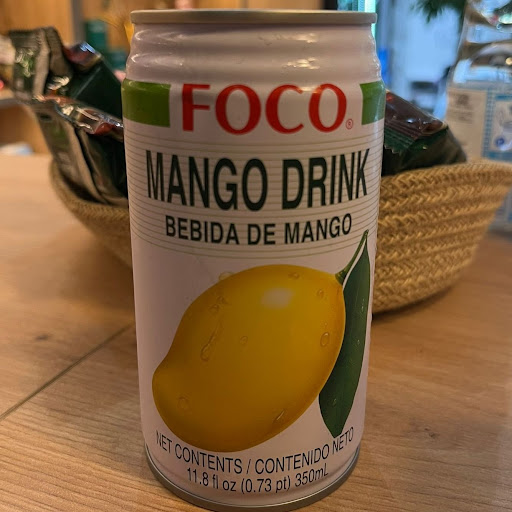 FOCO®
MANGO DRINK
BEBIDA DE MANGO
NET CONTENTS / CONTENIDO NETO
11.8 fl oz (0.73 pt) 350mL